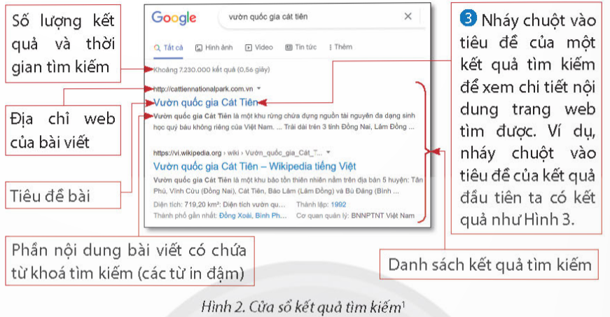 Số lượng kết
quả và thời
gian tìm kiếm
Địa chỉ web
của bài viết
Tiêu đề bài
Phần nội dung bài viết có chứa
từ khoá tìm kiếm (các từ in đậm)
Google
vườn quốc gia cát tiên
Tất cả Hình ảnh Video Tin tức Thêm
Khoảng 7.230.000 kết quả (0,5a giây)
http://cattiennationalpark.com.vn
Vườn quốc gia Cát Tiên
Vườn quốc gia Cát Tiên là một khu rừng chứa đựng nguồn tài nguyên đa dạng sinh
học quý báu không riêng của Việt Nam. ... Trải dài trên 3 tỉnh Đồng Nai, Lâm Đồng ...
https://vi.wikipedia.org › wiki › Vườn_quốc_gia_Cát_T...
Vườn quốc gia Cát Tiên – Wikipedia tiếng Việt
Vườn quốc gia Cát Tiên là một khu bảo tồn thiên nhiên nằm trên địa bàn 5 huyện: Tân
Phú, Vĩnh Cửu (Đồng Nai), Cát Tiên, Bảo Lâm (Lâm Đồng) và Bù Đăng (Bình ...
Diện tích: 719,20 km²; Diện tích vườn qu... Thành lập: 1992
Thành phố gần nhất: Đồng Xoài, Bình Ph... Cơ quan quản lý: BNNPTNT Việt Nam
3 Nháy chuột vào
tiêu đề của một
kết quả tìm kiếm
để xem chi tiết nội
dung trang web
tìm được. Ví dụ,
nháy chuột vào
tiêu đề của kết quả
đầu tiên ta có kết
quả như Hình 3.
Danh sách kết quả tìm kiếm
Hình 2. Cửa sổ kết quả tìm kiếm¹